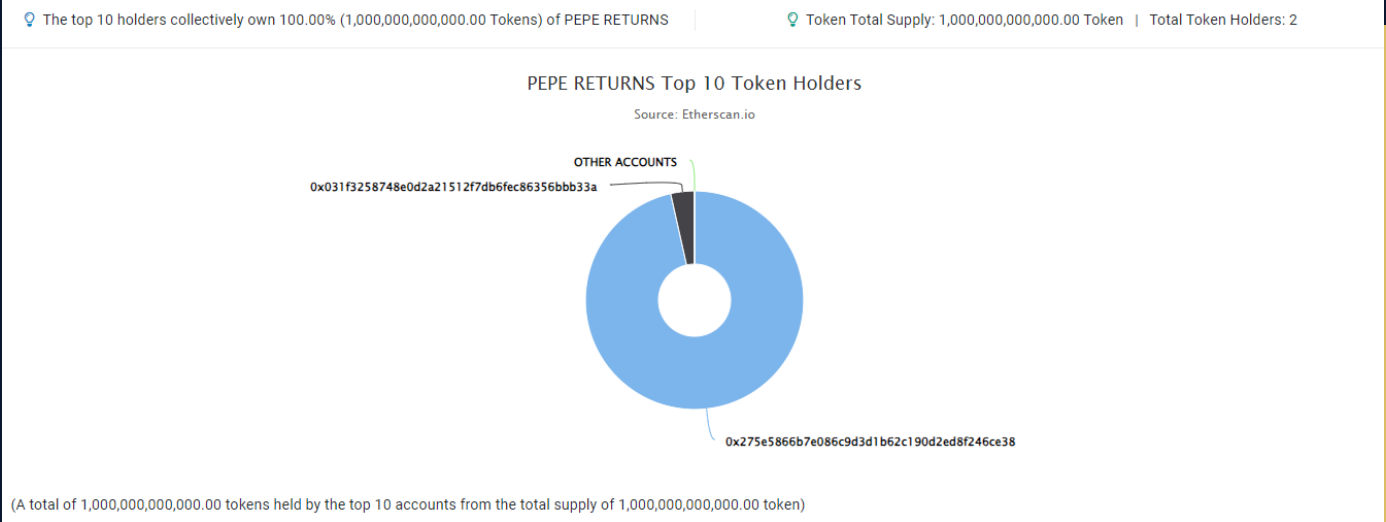 The top 10 holders collectively own 100.00% (1,000,000,000,000.00 Tokens) of PEPE RETURNS
Token Total Supply: 1,000,000,000,000.00 Token | Total Token Holders: 2
PEPE RETURNS Top 10 Token Holders
Source: Etherscan.io
OTHER ACCOUNTS
0x031f3258748e0d2a21512f7db6fec86356bbb33a
0x275e5866b7e086c9d3d1b62c190d2ed8f246ce38
(A total of 1,000,000,000,000.00 tokens held by the top 10 accounts from the total supply of 1,000,000,000,000.00 token)